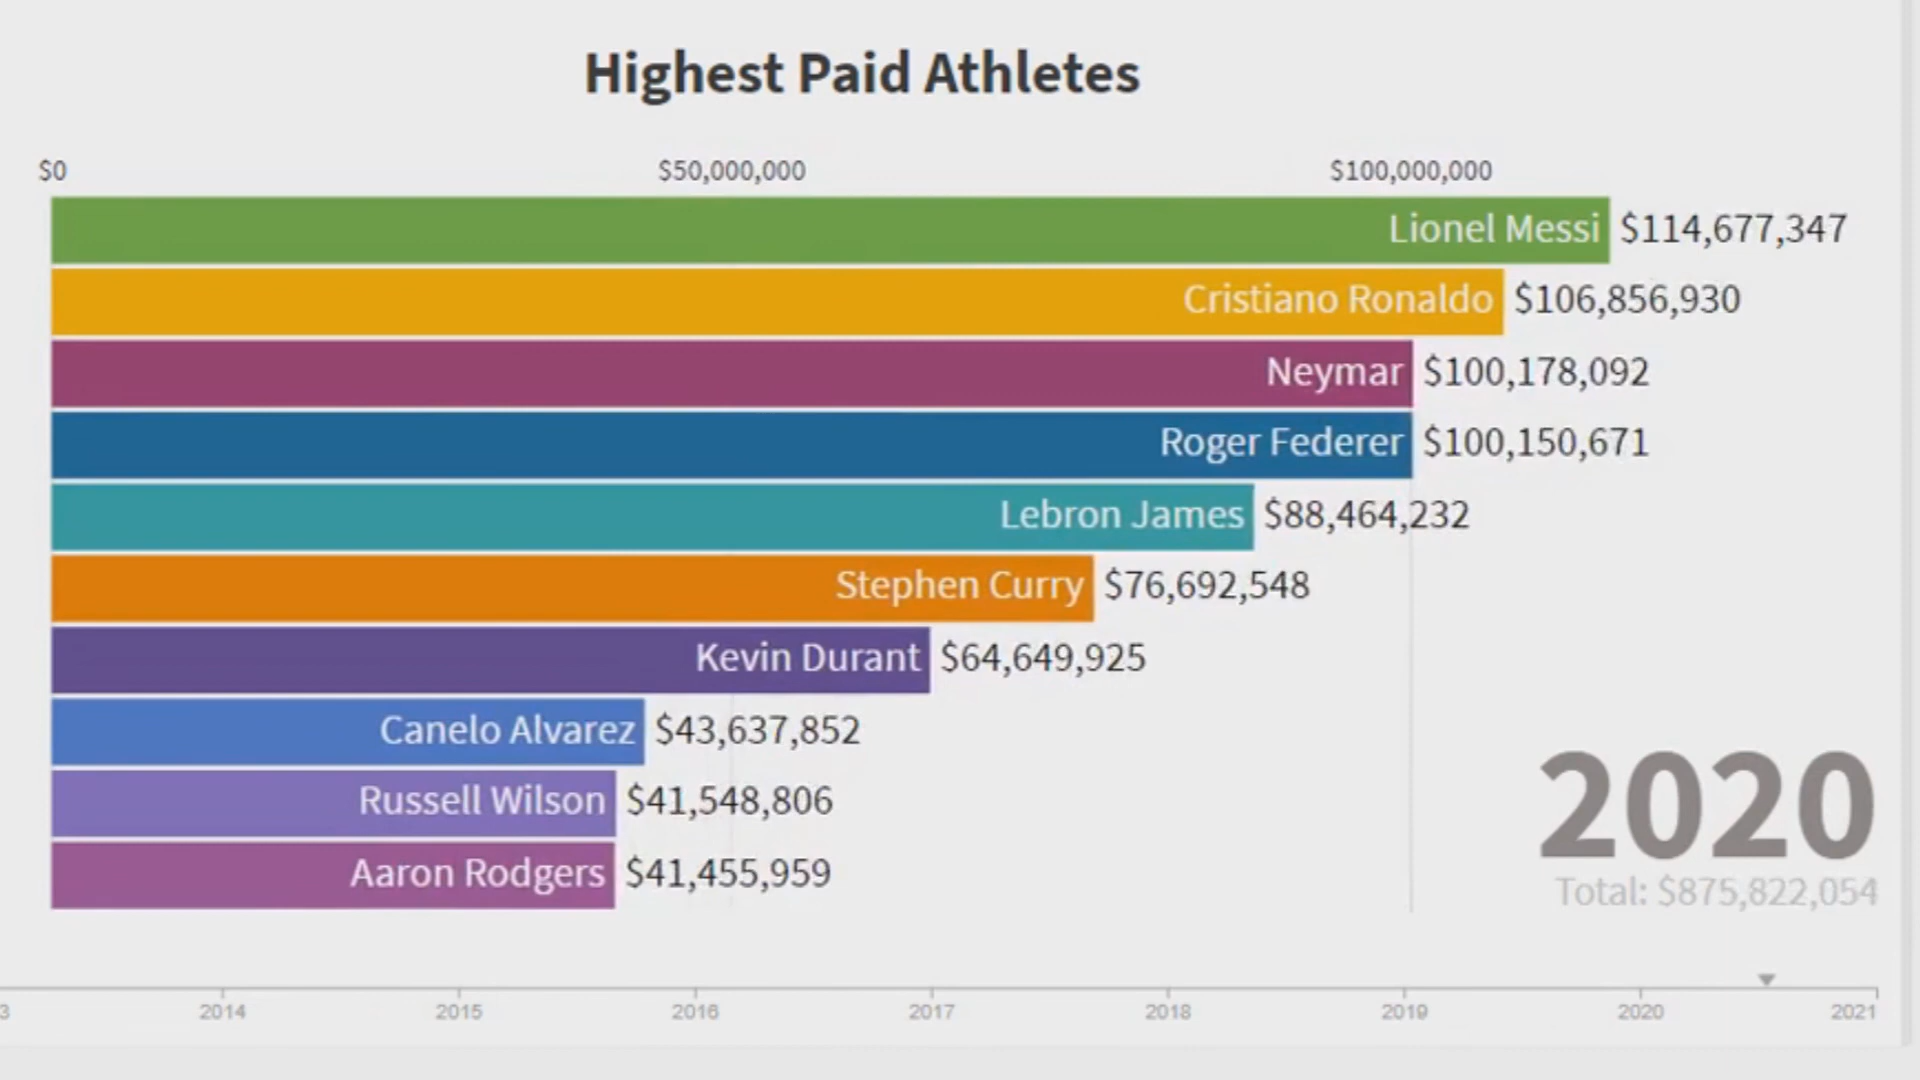 Highest Paid Athletes
$0 $50,000,000 $100,000,000
Lionel Messi $114,677,347
Cristiano Ronaldo $106,856,930
Neymar $100,178,092
Roger Federer $100,150,671
Lebron James $88,464,232
Stephen Curry $76,692,548
Kevin Durant $64,649,925
Canelo Alvarez $43,637,852
Russell Wilson $41,548,806
Aaron Rodgers $41,455,959
2020
Total: $875,822,054
3 2014 2015 2016 2017 2018 2019 2020 2021